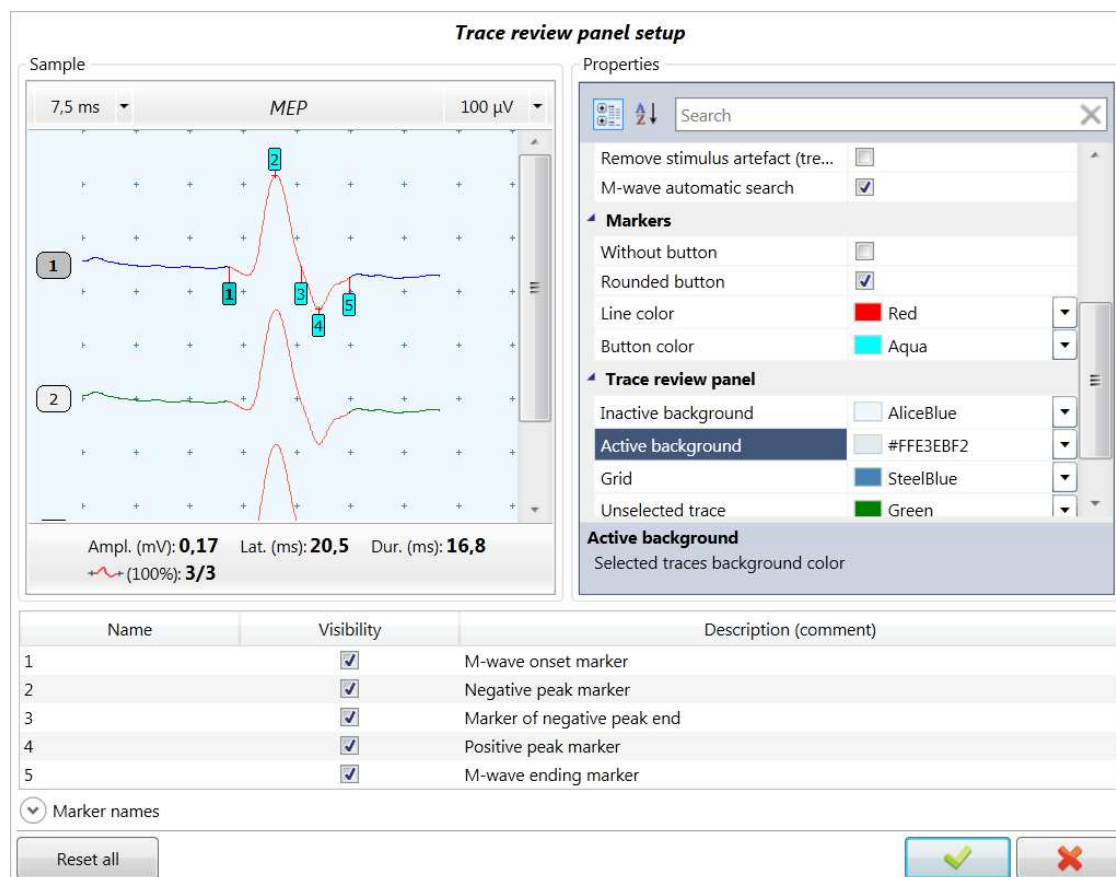 Trace review panel setup
Sample
7,5 ms MEP 100 µV
2
1
1 3 5
4
2
Ampl. (mV): 0,17 Lat. (ms): 20,5 Dur. (ms): 16,8
(100%): 3/3
Properties
A
Z
Search
Remove stimulus artefact (tre...
M-wave automatic search
Markers
Without button
Rounded button
Line color Red
Button color Aqua
Trace review panel
Inactive background AliceBlue
Active background #FFE3EBF2
Grid SteelBlue
Unselected trace Green
Active background
Selected traces background color
Name Visibility Description (comment)
1 M-wave onset marker
2 Negative peak marker
3 Marker of negative peak end
4 Positive peak marker
5 M-wave ending marker
Marker names
Reset all